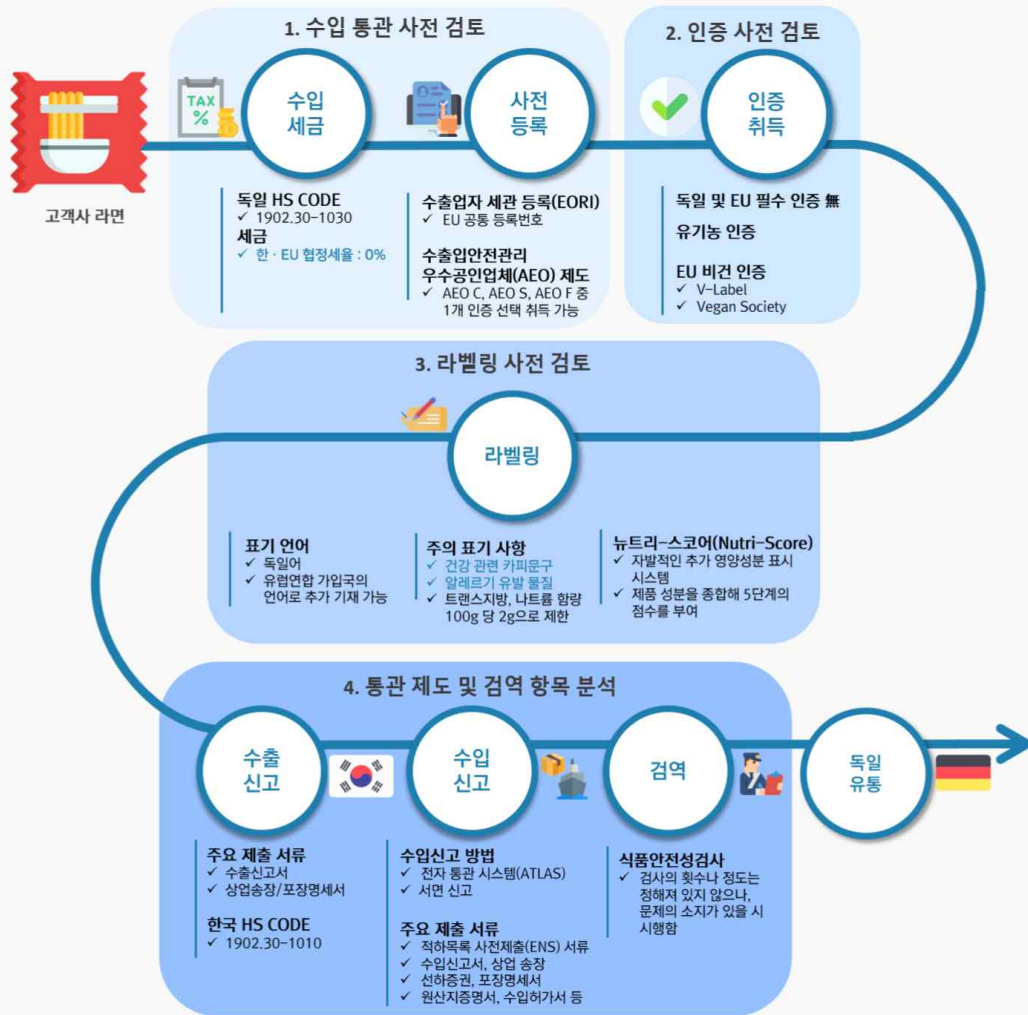 1. 수입 통관 사전 검토
2. 인증 사전 검토
TAX
%
수입
세금
사전
등록
인증
취득
고객사 라면
독일 HS CODE
✓ 1902.30-1030
세금
✓ 한·EU 협정세율 : 0%
수출업자 세관 등록(EORI)
✓ EU 공통 등록번호
수출입안전관리
우수공인업체(AEO) 제도
✓ AEO C, AEO S, AEO F 중
1개 인증 선택 취득 가능
독일 및 EU 필수 인증 無
유기농 인증
EU 비건 인증
✓ V-Label
✓ Vegan Society
3. 라벨링 사전 검토
라벨링
표기 언어
✓ 독일어
✓ 유럽연합 가입국의
언어로 추가 기재 가능
주의 표기 사항
✓ 건강 관련 카피문구
✓ 알레르기 유발 물질
✓ 트랜스지방, 나트륨 함량
100g 당 2g으로 제한
뉴트리-스코어(Nutri-Score)
✓ 자발적인 추가 영양성분 표시
시스템
✓ 제품 성분을 종합해 5단계의
점수를 부여
4. 통관 제도 및 검역 항목 분석
수출
신고
수입
신고
검역
독일
유통
주요 제출 서류
✓ 수출신고서
✓ 상업송장/포장명세서
한국 HS CODE
✓ 1902.30-1010
수입신고 방법
✓ 전자 통관 시스템(ATLAS)
✓ 서면 신고
주요 제출 서류
✓ 적하목록 사전제출(ENS) 서류
✓ 수입신고서, 상업 송장
✓ 선하증권, 포장명세서
✓ 원산지증명서, 수입허가서 등
식품안전성검사
✓ 검사의 횟수나 정도는
정해져 있지 않으나,
문제의 소지가 있을 시
시행함